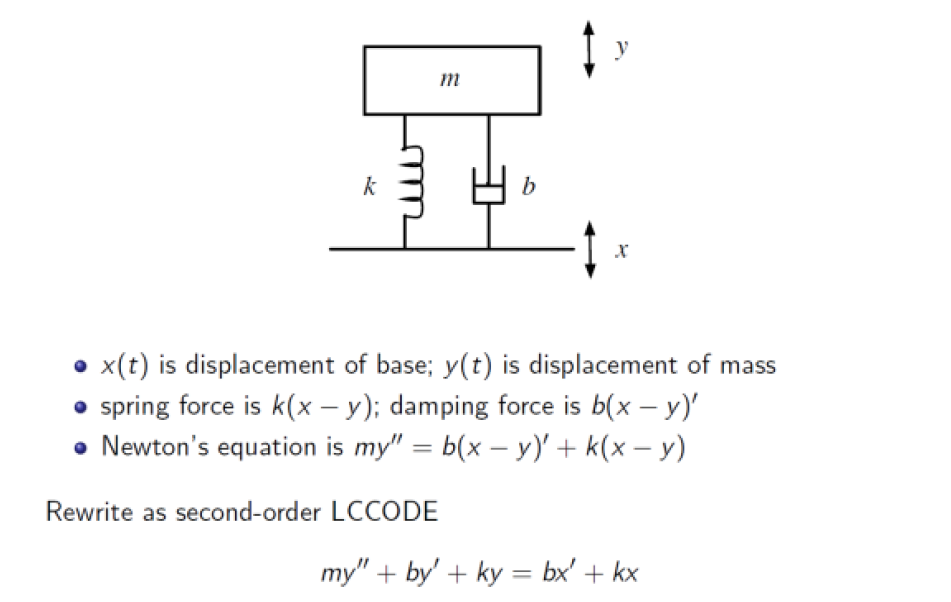 y
m
k
b
x
x(t) is displacement of base; y(t) is displacement of mass
spring force is k(x − y); damping force is b(x − y)′
Newton's equation is my″ = b(x − y)′ + k(x − y)
Rewrite as second-order LCCODE
my″ + by′ + ky = bx′ + kx